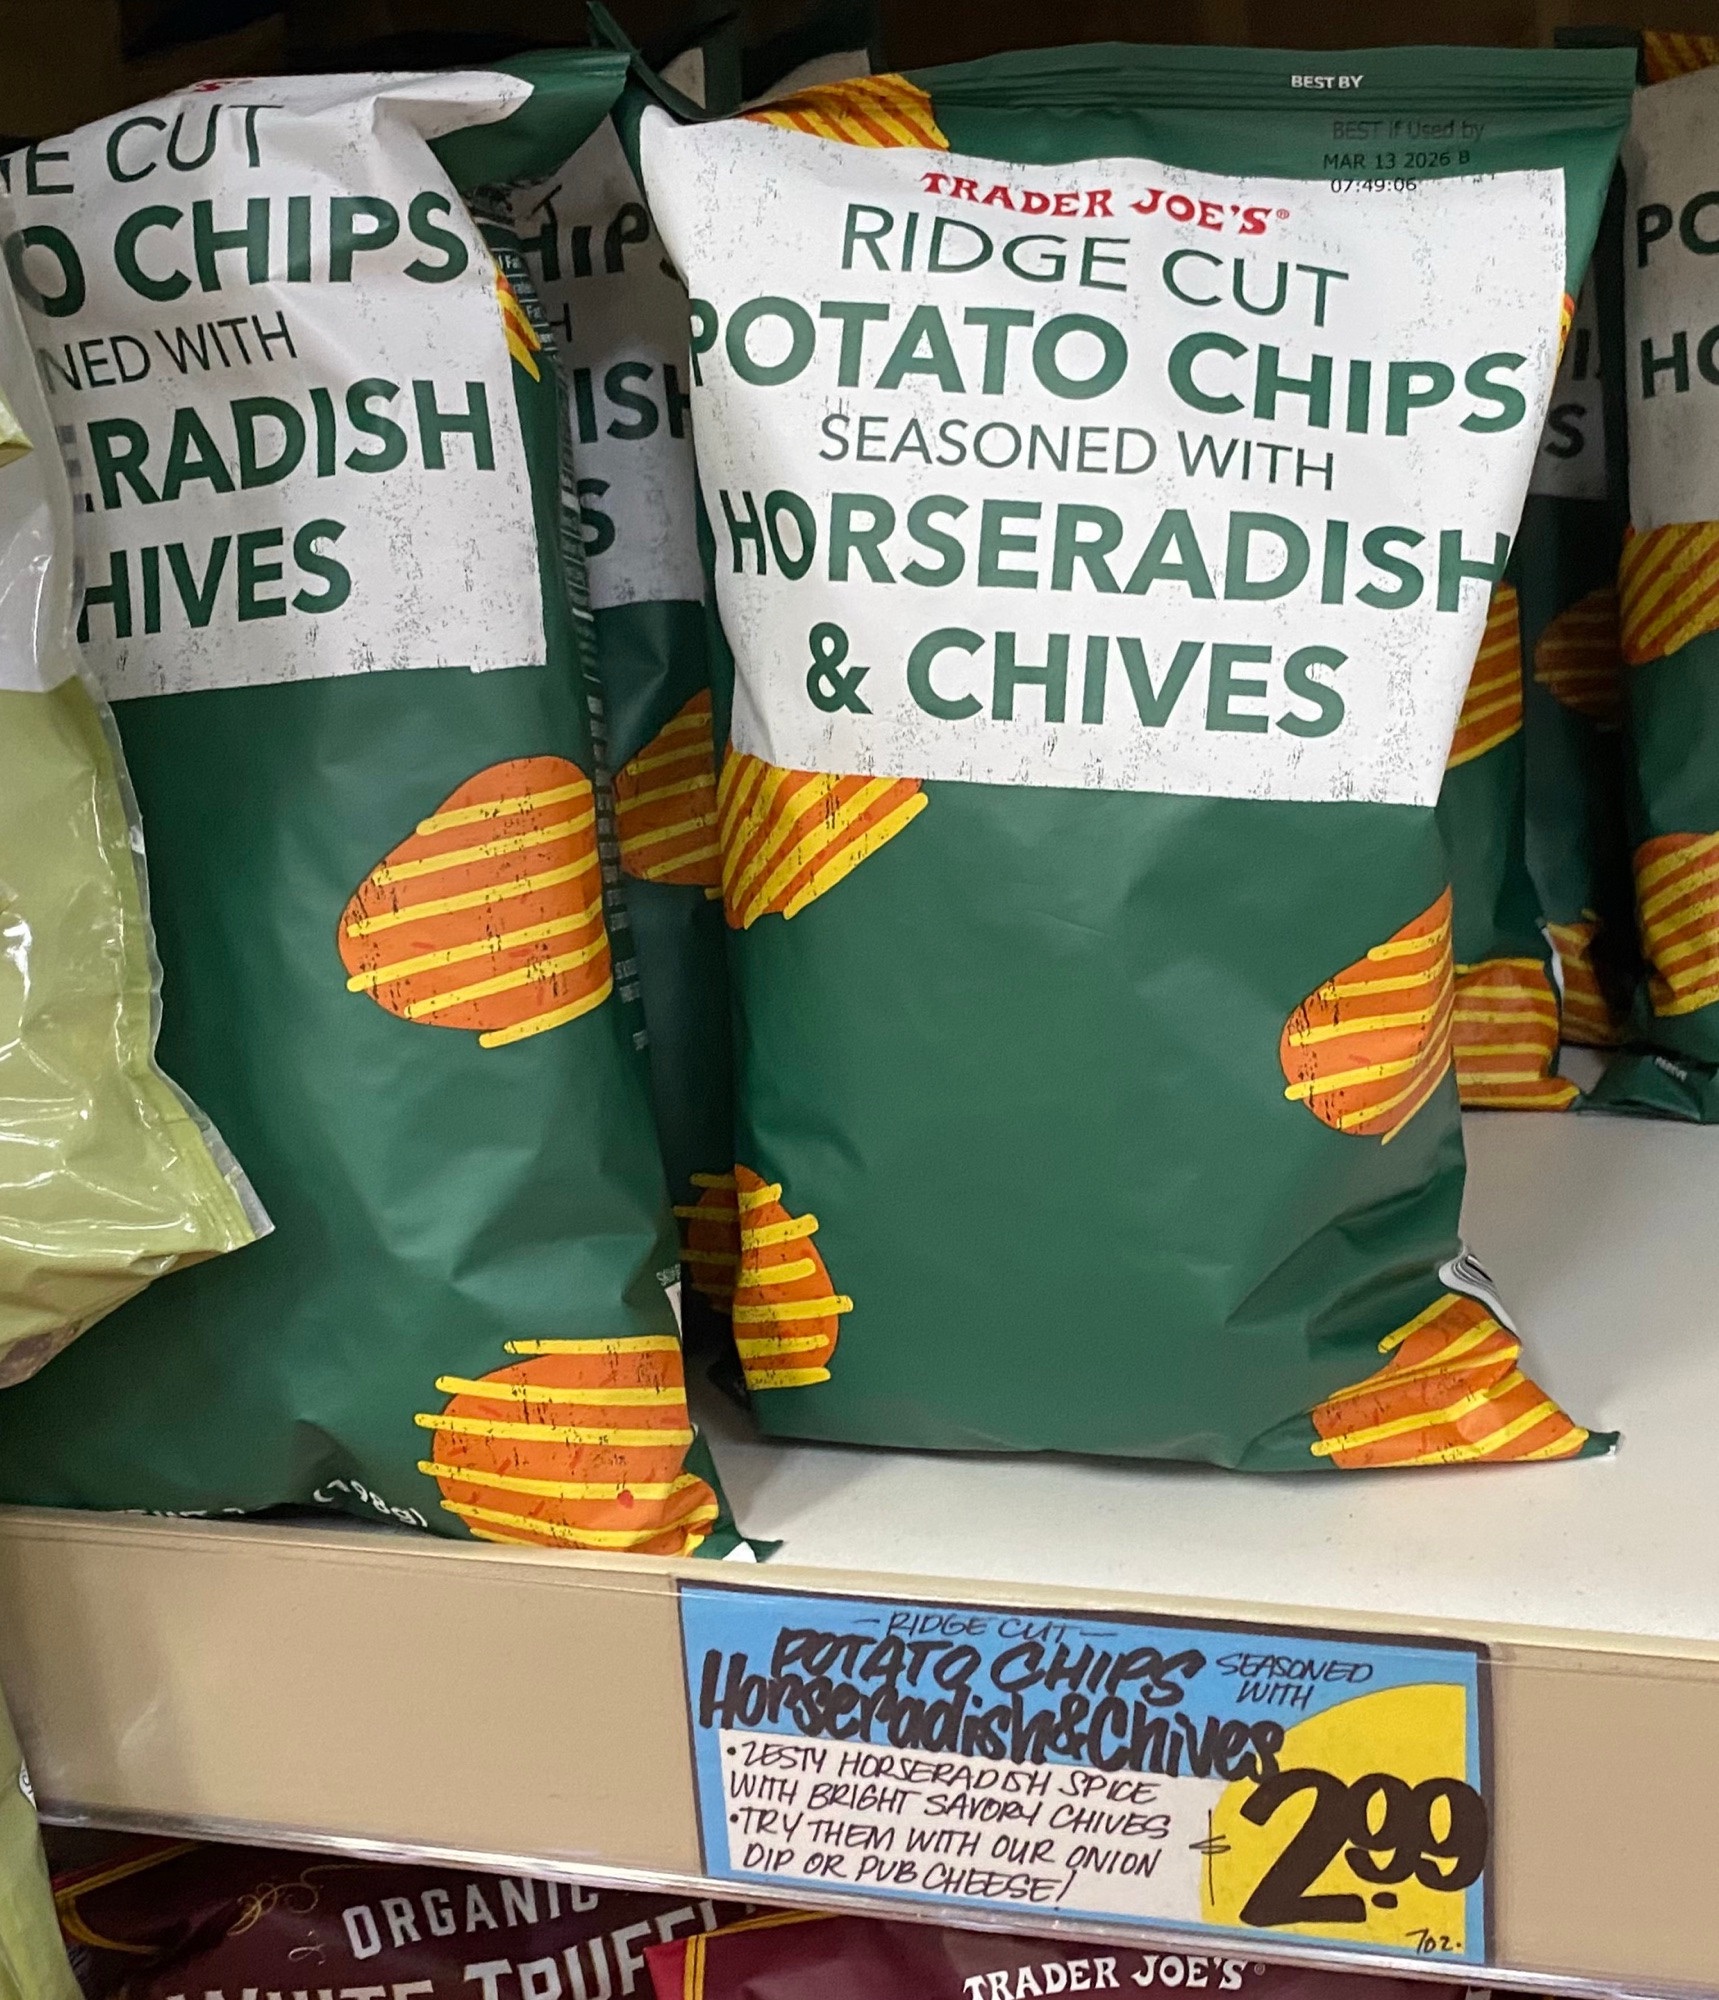 BEST BY
BEST if Used by
MAR 13 2026 B
07:49:06
TRADER JOE'S®
RIDGE CUT
POTATO CHIPS
SEASONED WITH
HORSERADISH
& CHIVES
CUT
CHIPS
WITH
RADISH
HIVES
(198g)
- RIDGE CUT -
POTATO CHIPS SEASONED
WITH
Horseradish & Chives
• ZESTY HORSERADISH SPICE
WITH BRIGHT SAVORY CHIVES
• TRY THEM WITH OUR ONION
DIP OR PUB CHEESE!
$2.99
7oz.
ORGANIC
TRADER JOE'S